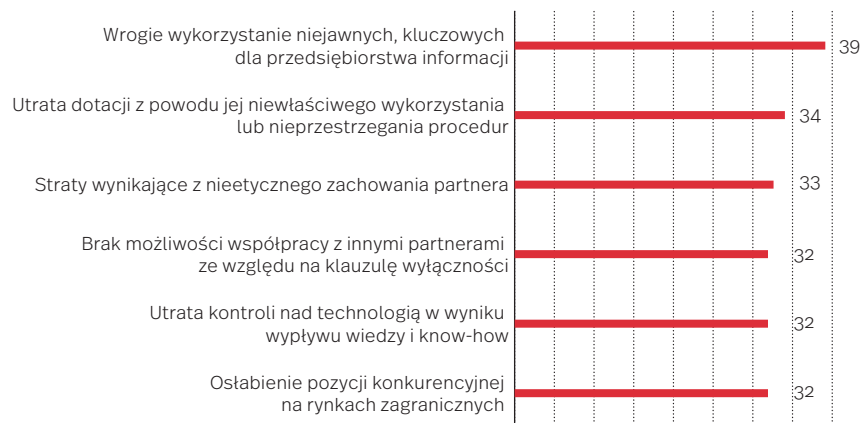 Wrogie wykorzystanie niejawnych, kluczowych
dla przedsiębiorstwa informacji
39
Utrata dotacji z powodu jej niewłaściwego wykorzystania
lub nieprzestrzegania procedur
34
Straty wynikające z nieetycznego zachowania partnera
33
Brak możliwości współpracy z innymi partnerami
ze względu na klauzulę wyłączności
32
Utrata kontroli nad technologią w wyniku
wypływu wiedzy i know-how
32
Osłabienie pozycji konkurencyjnej
na rynkach zagranicznych
32